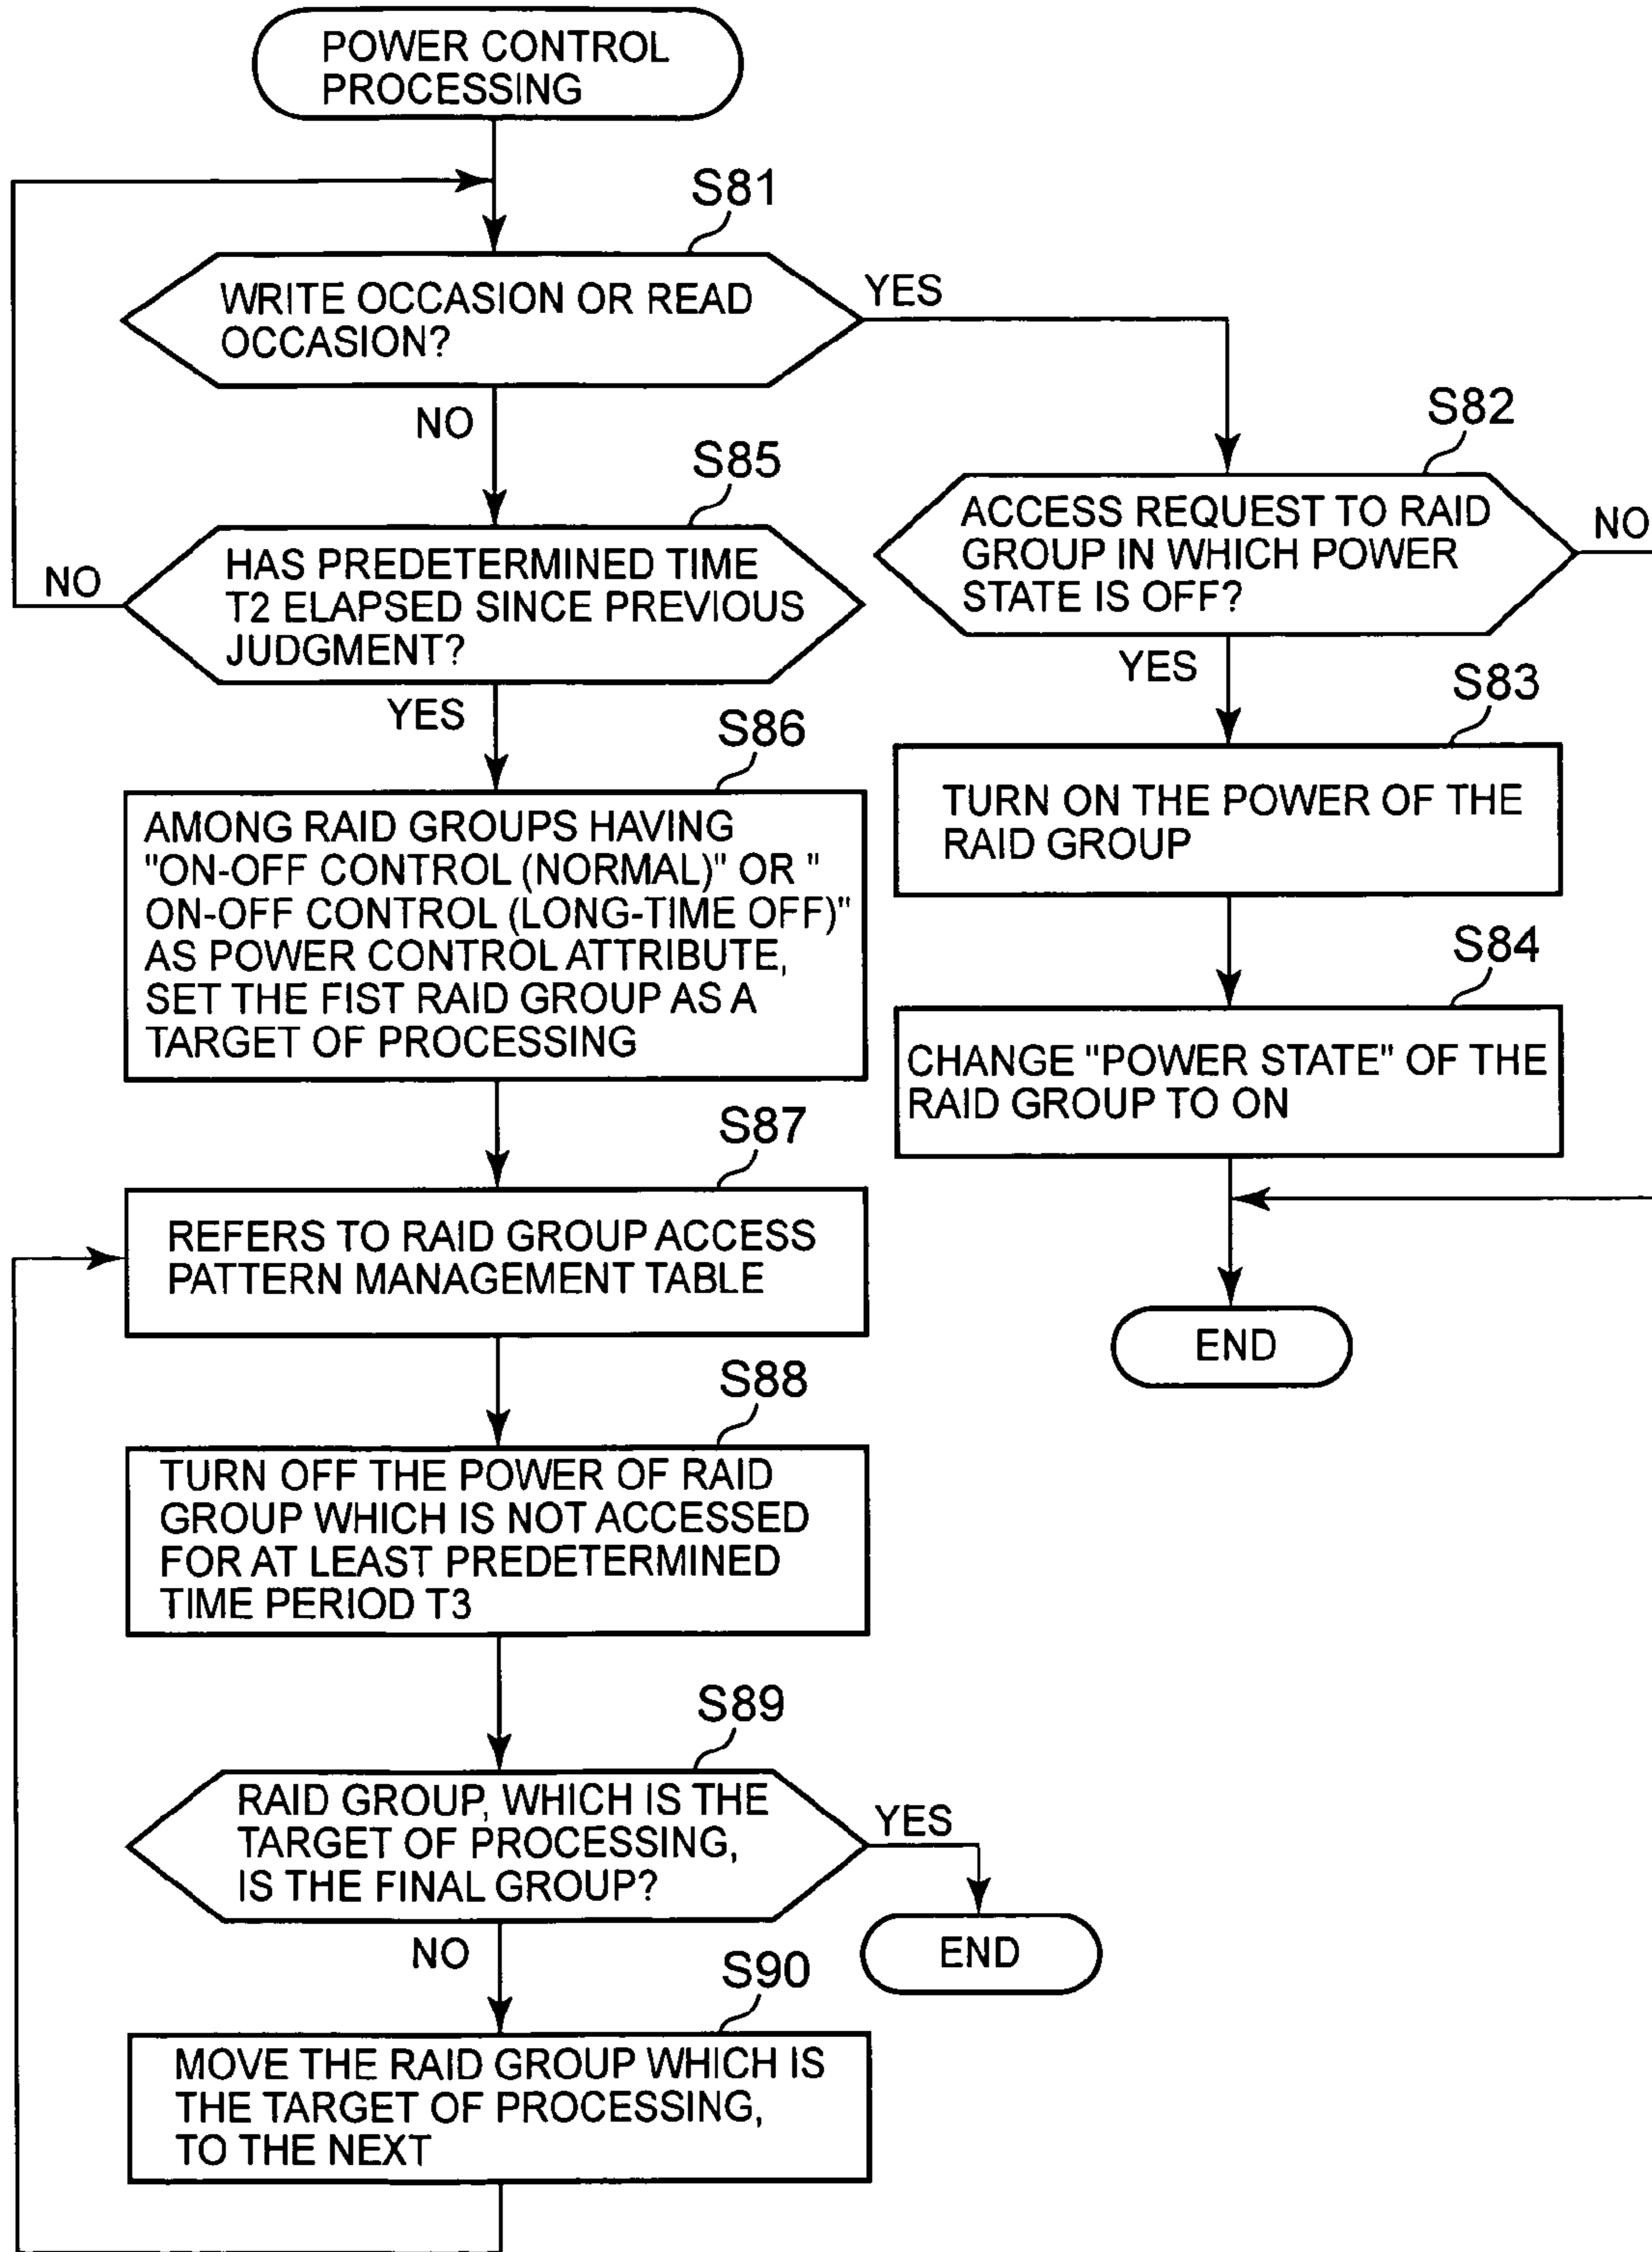 POWER CONTROL
PROCESSING
S81
WRITE OCCASION OR READ
OCCASION?
YES
NO
S82
ACCESS REQUEST TO RAID
GROUP IN WHICH POWER
STATE IS OFF?
NO
YES
S83
TURN ON THE POWER OF THE
RAID GROUP
S84
CHANGE "POWER STATE" OF THE
RAID GROUP TO ON
END
S85
HAS PREDETERMINED TIME
T2 ELAPSED SINCE PREVIOUS
JUDGMENT?
NO
YES
S86
AMONG RAID GROUPS HAVING
"ON-OFF CONTROL (NORMAL)" OR "
ON-OFF CONTROL (LONG-TIME OFF)"
AS POWER CONTROL ATTRIBUTE,
SET THE FIST RAID GROUP AS A
TARGET OF PROCESSING
S87
REFERS TO RAID GROUP ACCESS
PATTERN MANAGEMENT TABLE
S88
TURN OFF THE POWER OF RAID
GROUP WHICH IS NOT ACCESSED
FOR AT LEAST PREDETERMINED
TIME PERIOD T3
S89
RAID GROUP, WHICH IS THE
TARGET OF PROCESSING,
IS THE FINAL GROUP?
YES
END
NO
S90
MOVE THE RAID GROUP WHICH IS
THE TARGET OF PROCESSING,
TO THE NEXT